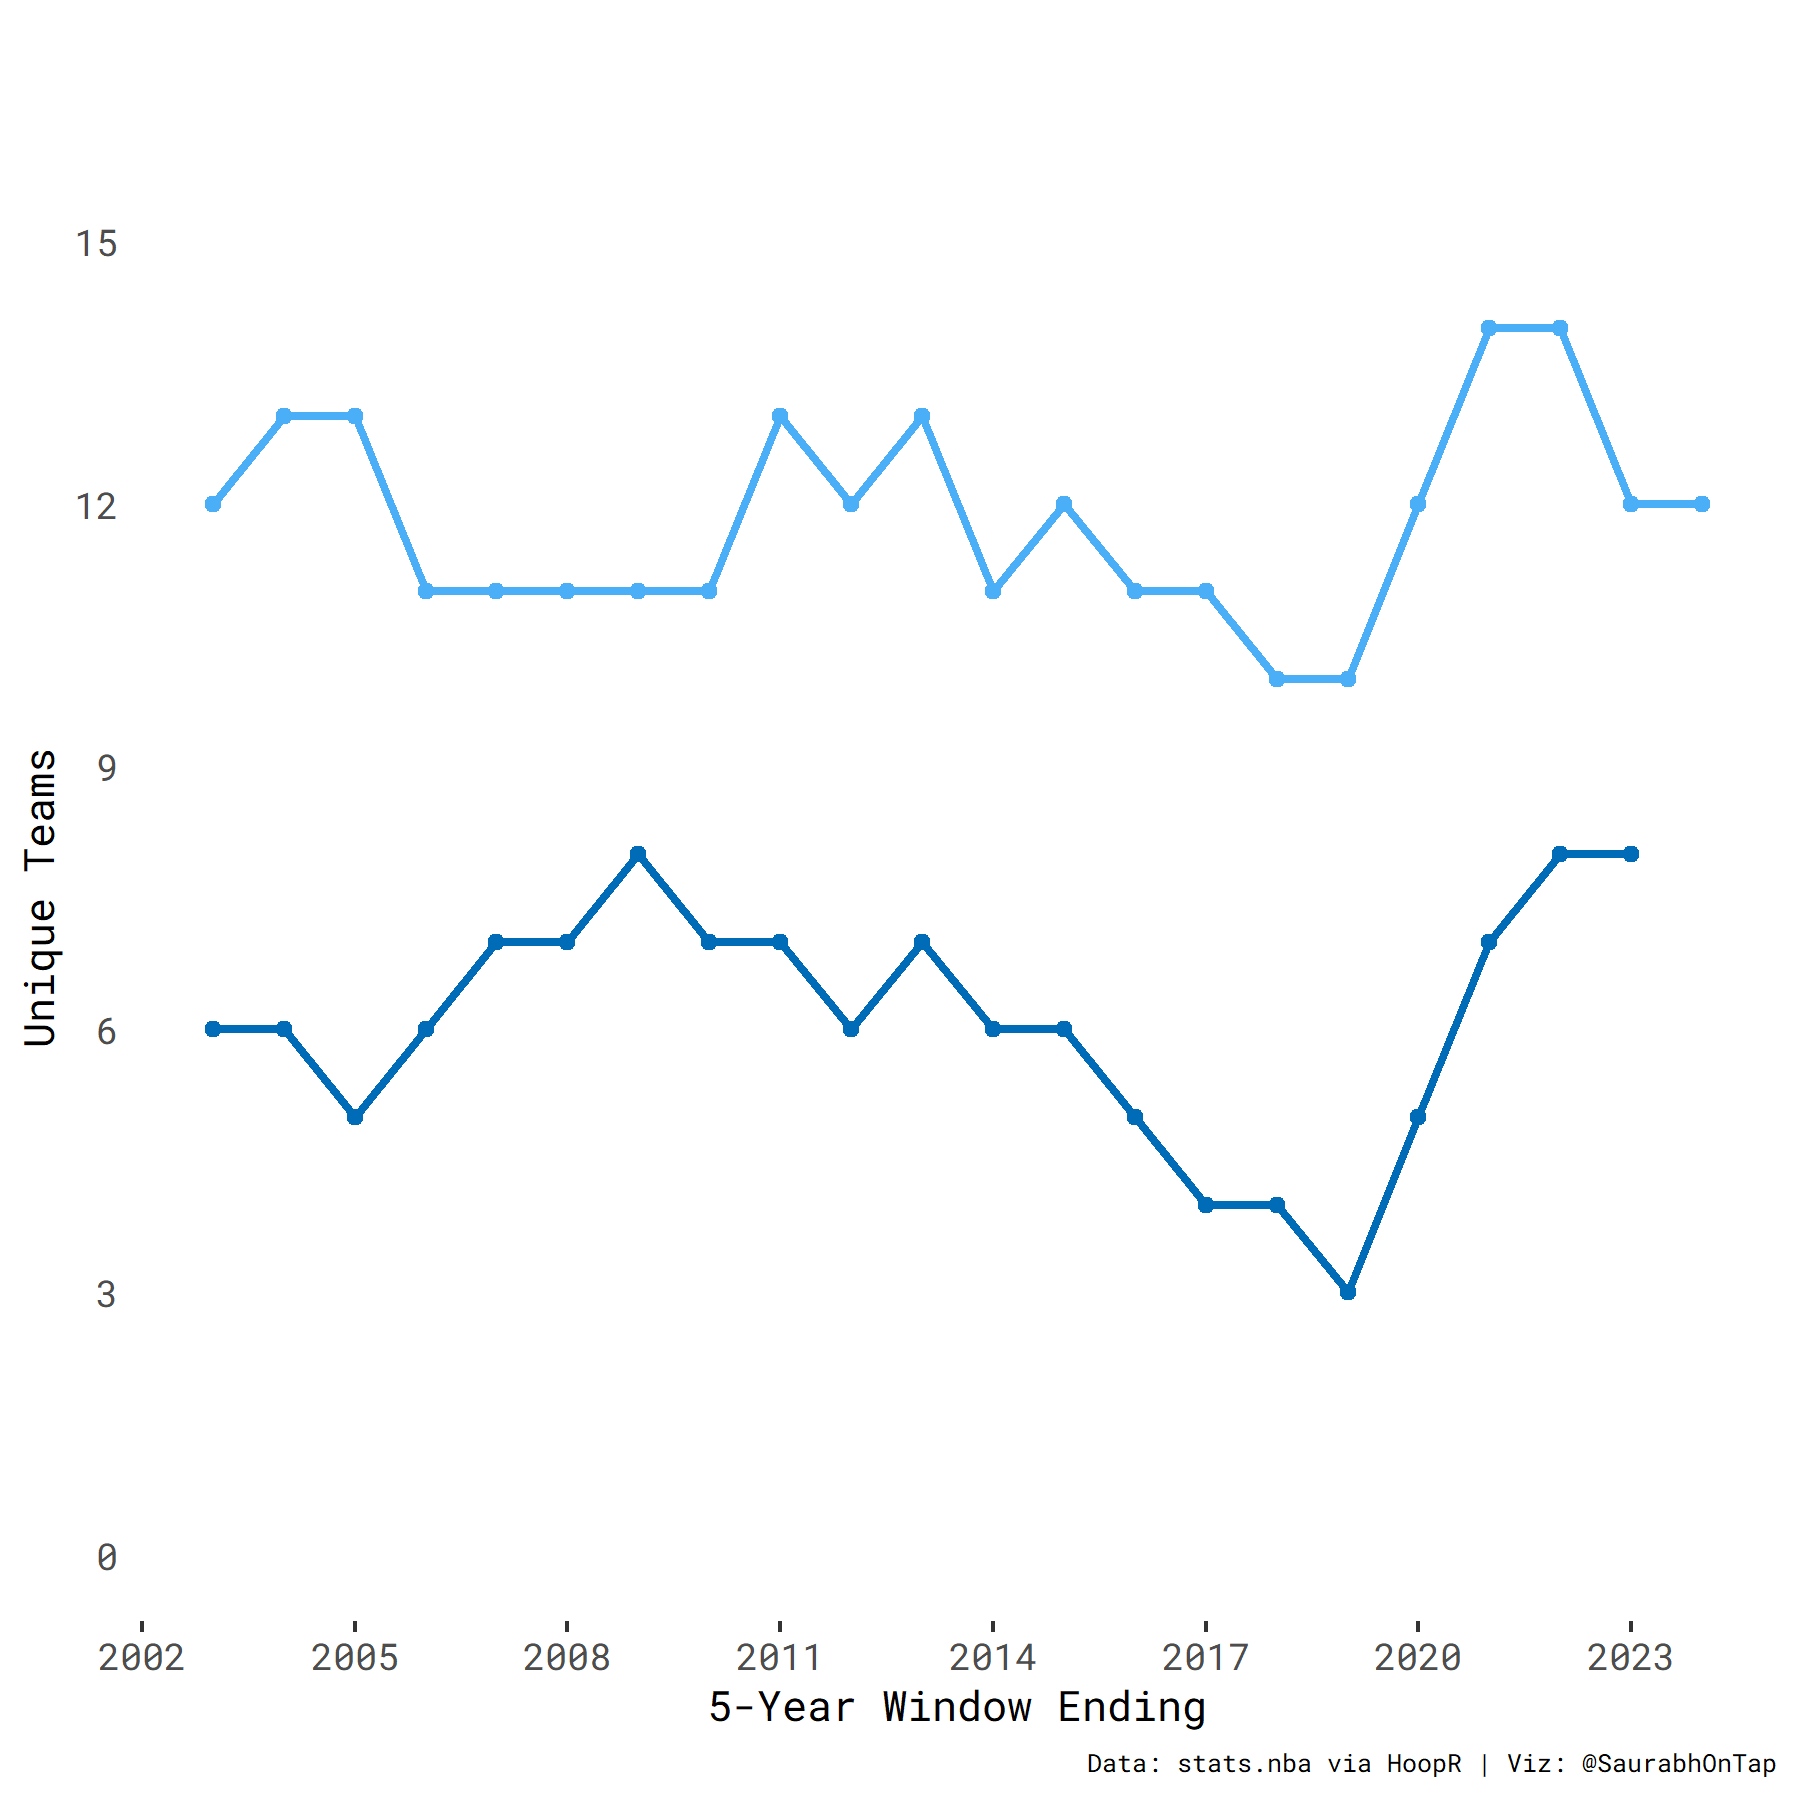 15
12
9
6
3
0
Unique Teams
2002 2005 2008 2011 2014 2017 2020 2023
5-Year Window Ending
Data: stats.nba via HoopR | Viz: @SaurabhOnTap